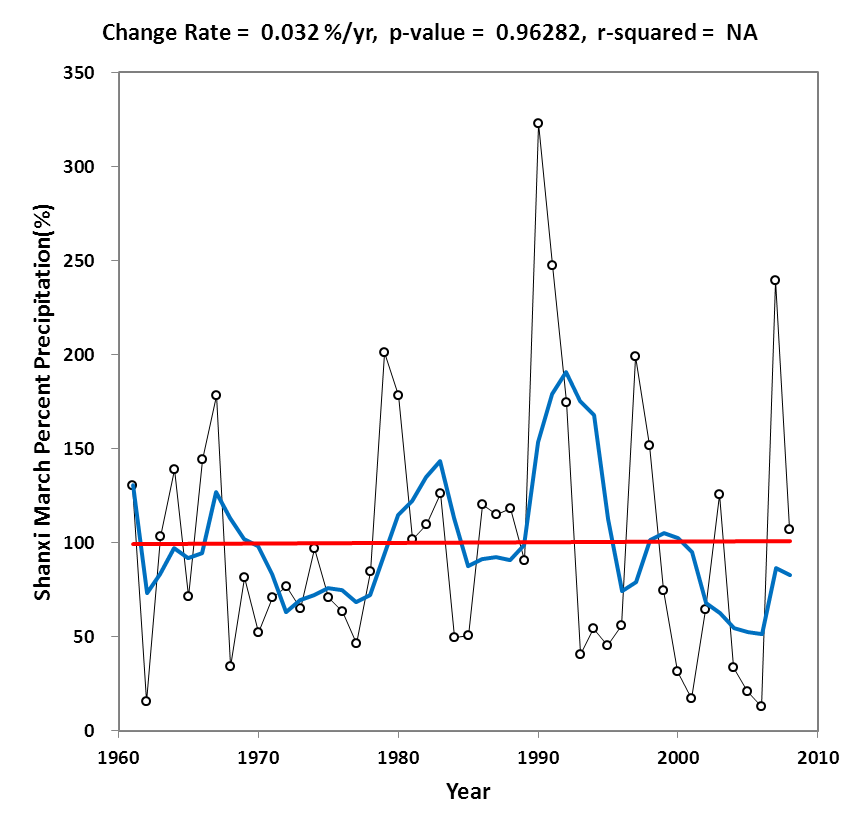 Change Rate = 0.032 %/yr, p-value = 0.96282, r-squared = NA
Shanxi March Percent Precipitation(%)
350
300
250
200
150
100
50
0
1960 1970 1980 1990 2000 2010
Year